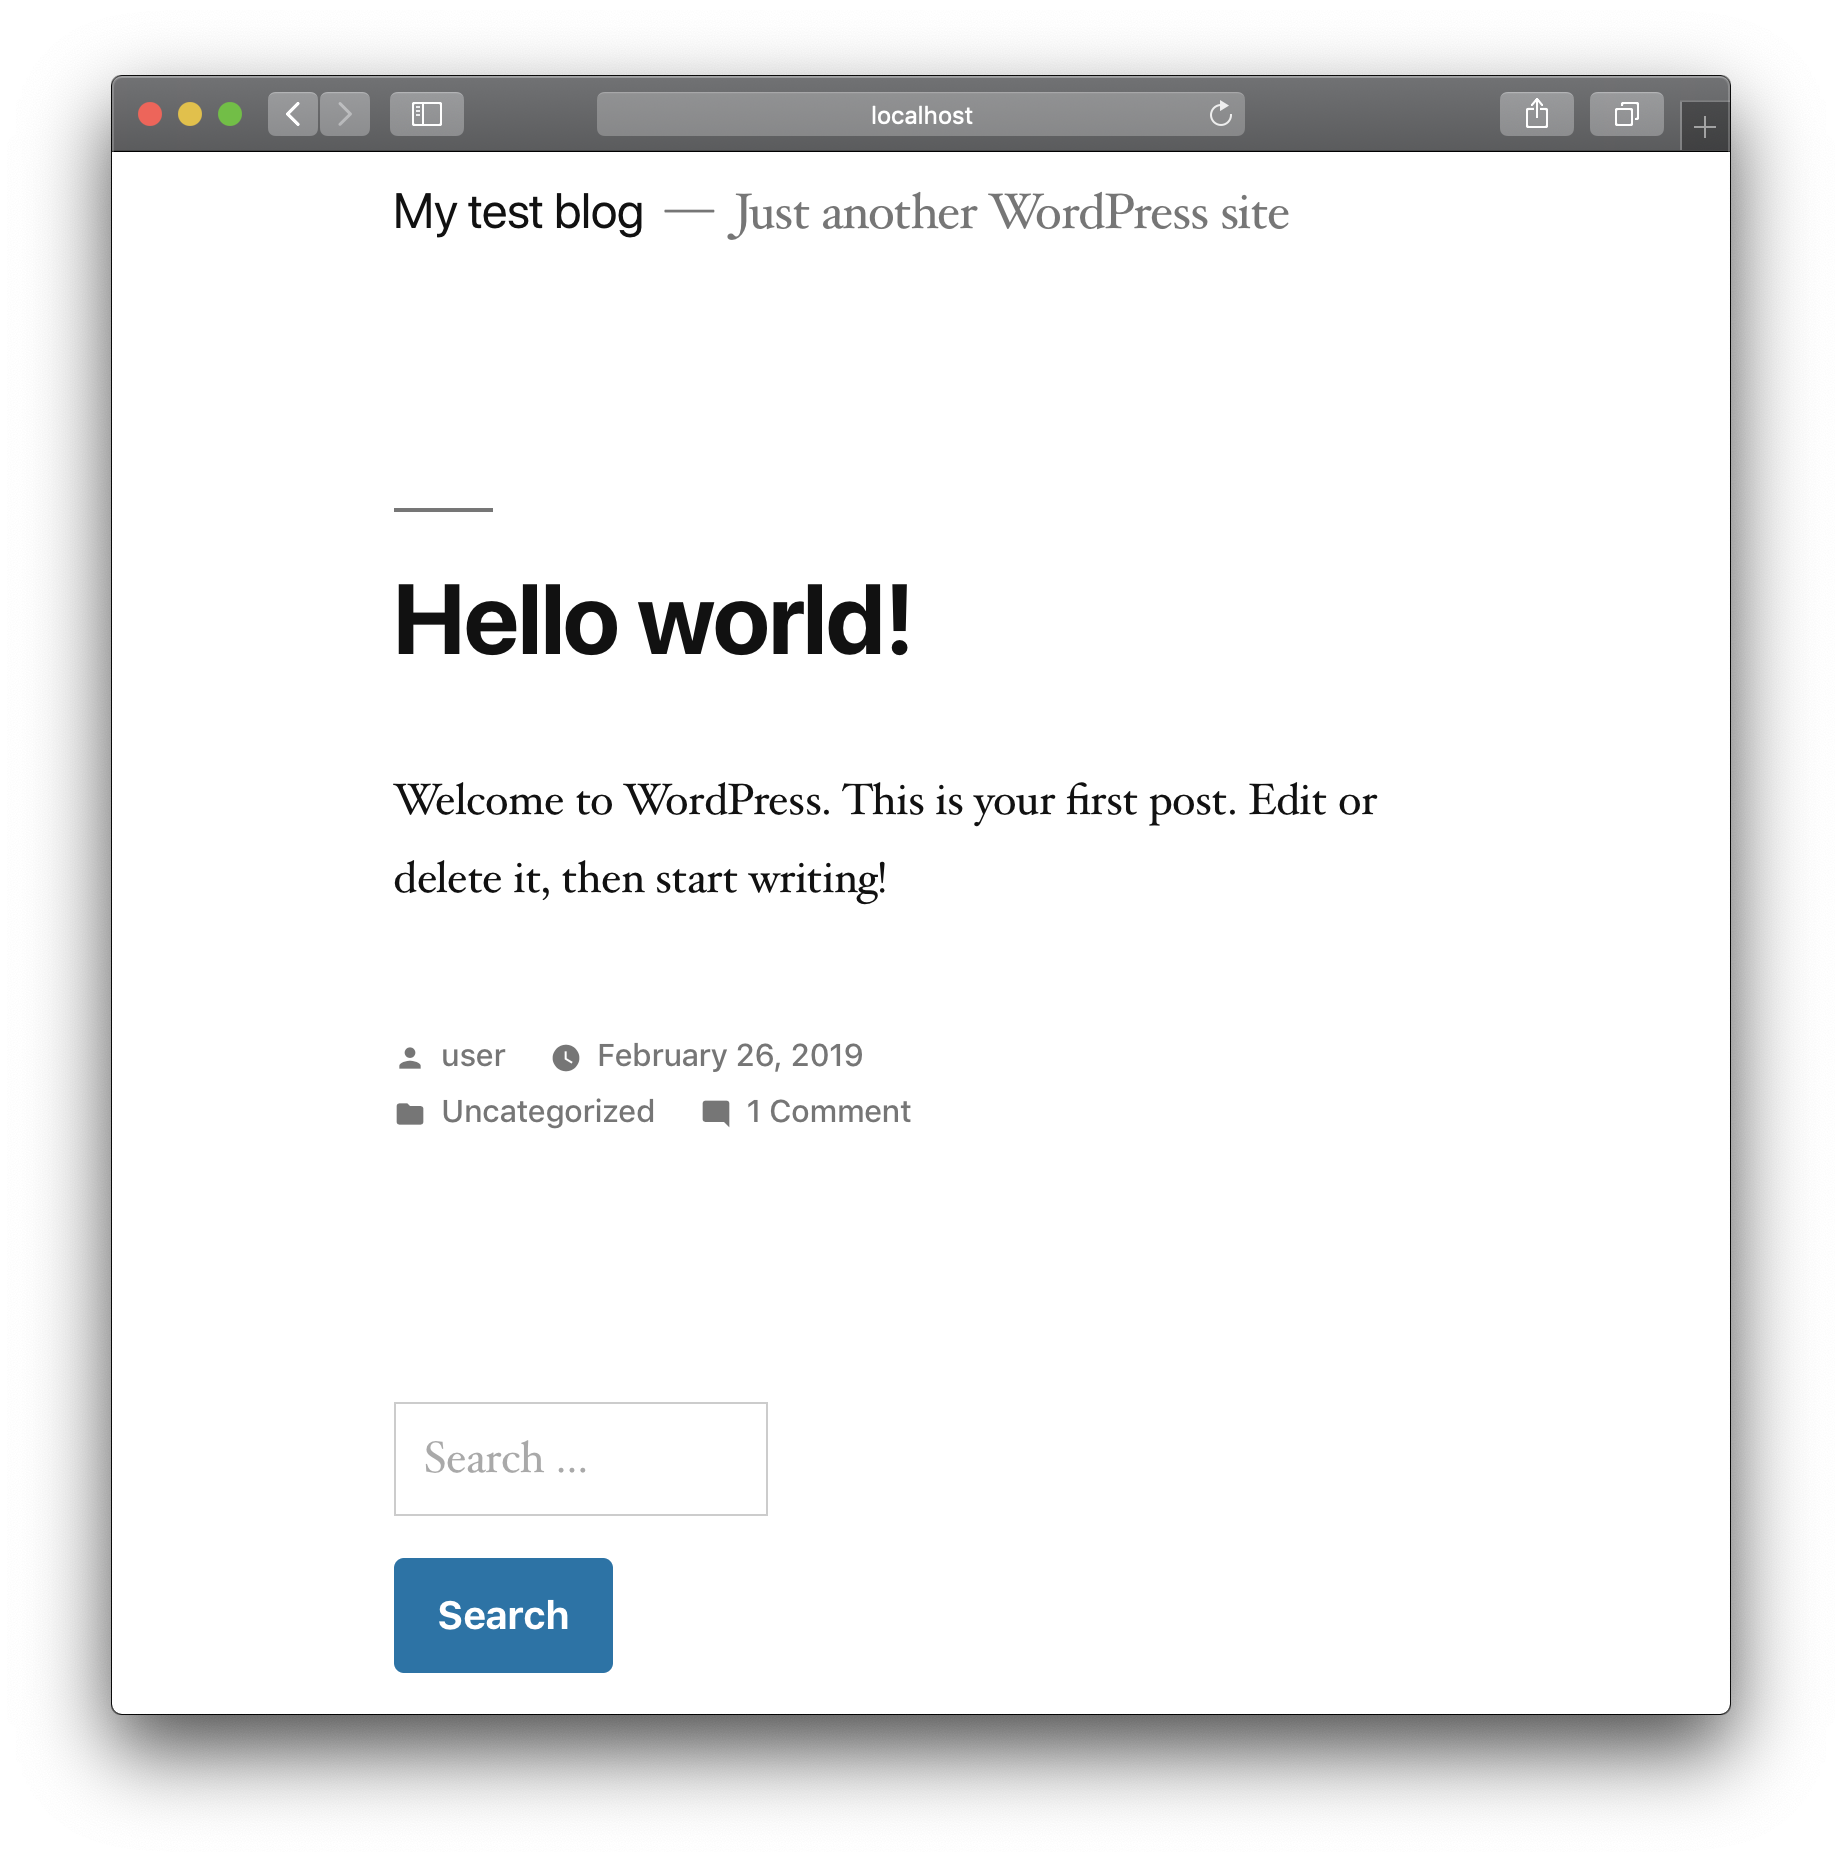 localhost
My test blog — Just another WordPress site
Hello world!
Welcome to WordPress. This is your first post. Edit or
delete it, then start writing!
user February 26, 2019
Uncategorized 1 Comment
Search ...
Search